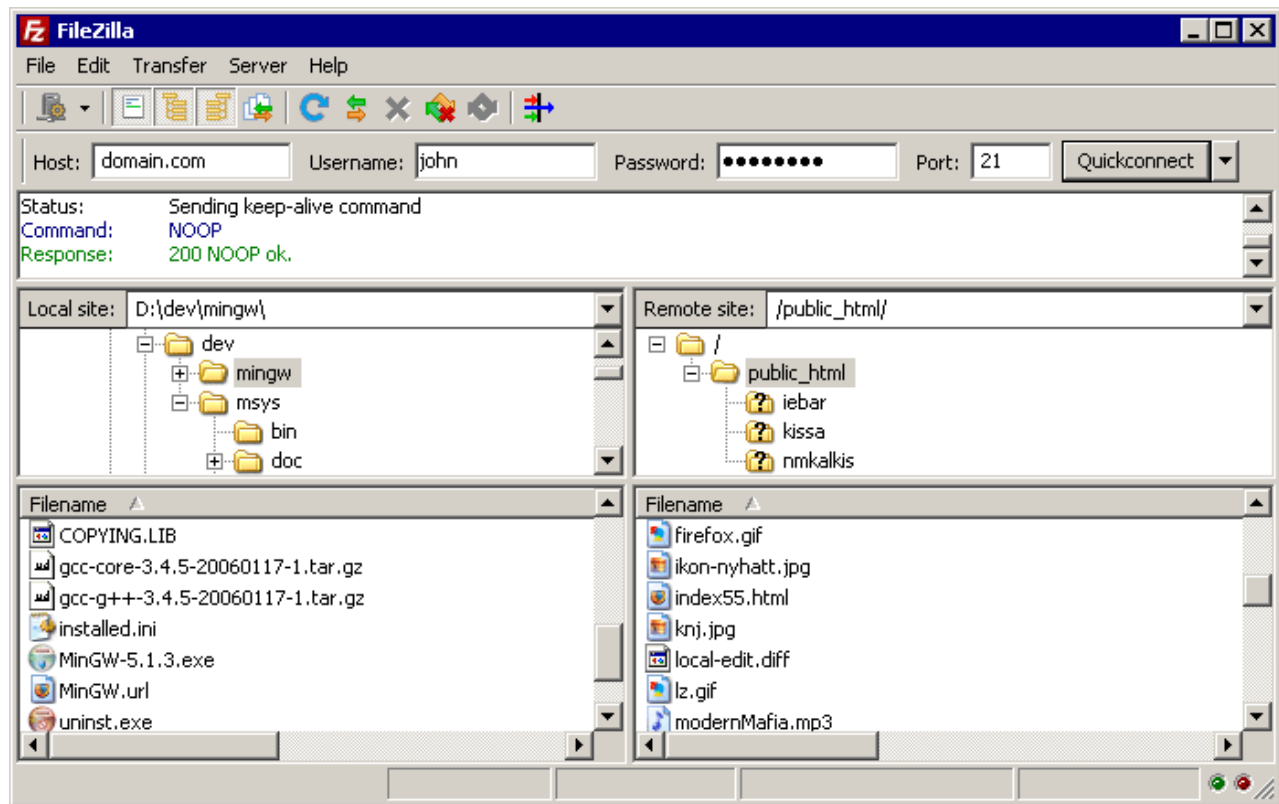 FileZilla
File Edit Transfer Server Help
Host: domain.com Username: john Password: ●●●●●●●● Port: 21 Quickconnect
Status: Sending keep-alive command
Command: NOOP
Response: 200 NOOP ok.
Local site: D:\dev\mingw\
dev
mingw
msys
bin
doc
Remote site: /public_html/
/
public_html
iebar
kissa
nmkalkis
Filename
COPYING.LIB
gcc-core-3.4.5-20060117-1.tar.gz
gcc-g++-3.4.5-20060117-1.tar.gz
installed.ini
MinGW-5.1.3.exe
MinGW.url
uninst.exe
Filename
firefox.gif
ikon-nyhatt.jpg
index55.html
knj.jpg
local-edit.diff
lz.gif
modernMafia.mp3